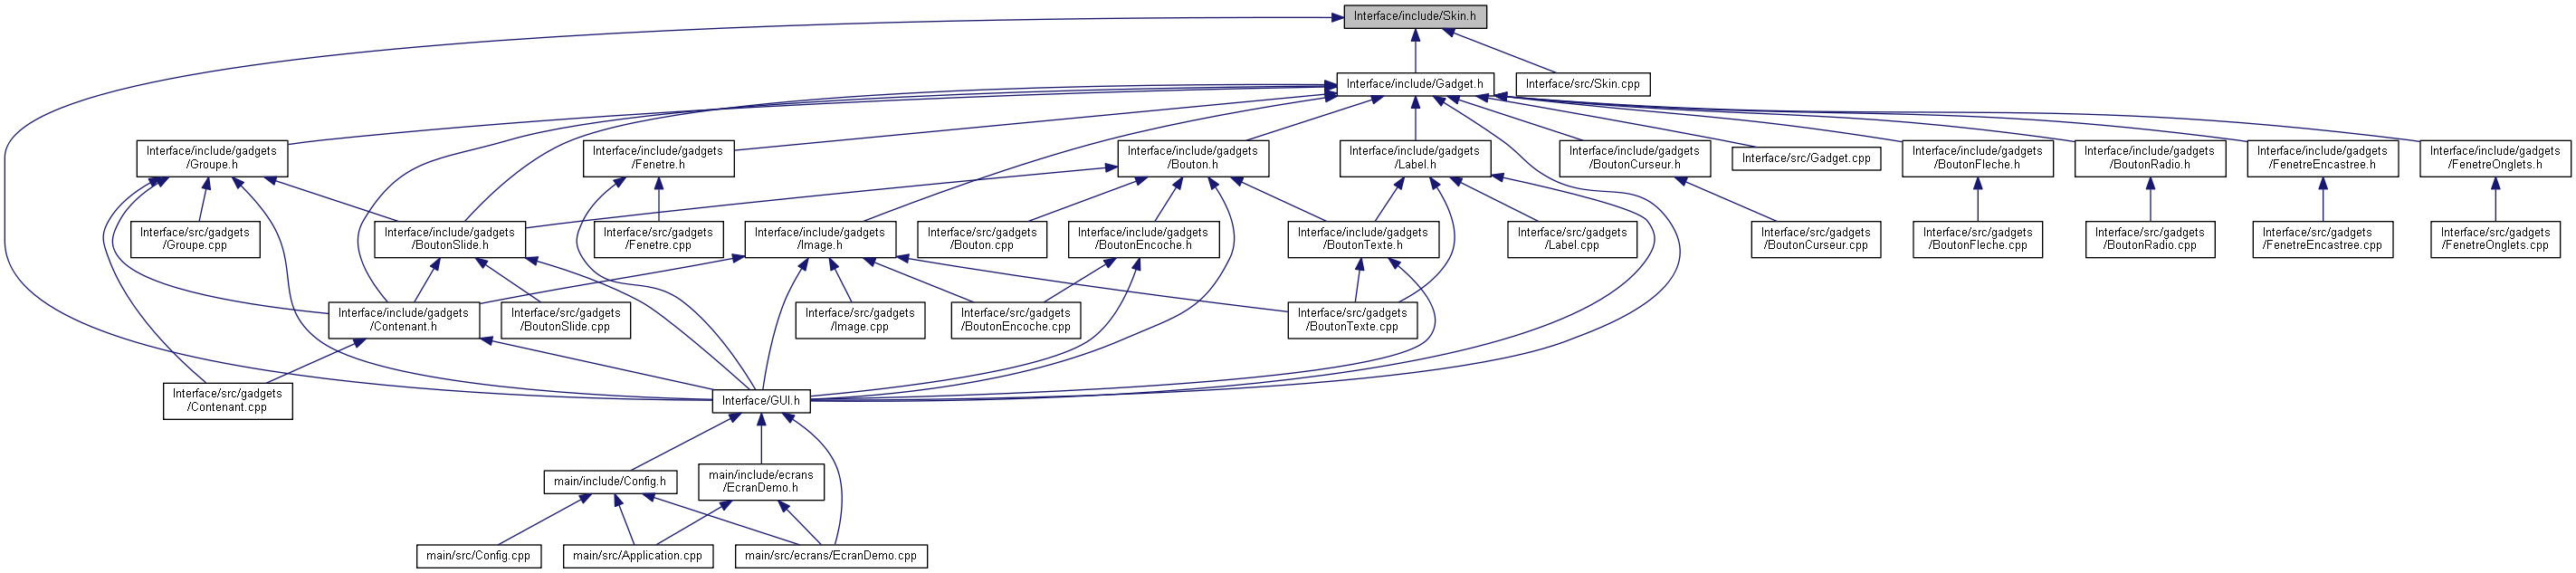 Interface/include/Skin.h
Interface/include/Gadget.h
Interface/src/Skin.cpp
Interface/include/gadgets
/Groupe.h
Interface/include/gadgets
/Fenetre.h
Interface/include/gadgets
/Bouton.h
Interface/include/gadgets
/Label.h
Interface/include/gadgets
/BoutonCurseur.h
Interface/src/Gadget.cpp
Interface/include/gadgets
/BoutonFleche.h
Interface/include/gadgets
/BoutonRadio.h
Interface/include/gadgets
/FenetreEncastree.h
Interface/include/gadgets
/FenetreOnglets.h
Interface/src/gadgets
/Groupe.cpp
Interface/include/gadgets
/BoutonSlide.h
Interface/src/gadgets
/Fenetre.cpp
Interface/include/gadgets
/Image.h
Interface/src/gadgets
/Bouton.cpp
Interface/include/gadgets
/BoutonEncoche.h
Interface/include/gadgets
/BoutonTexte.h
Interface/src/gadgets
/Label.cpp
Interface/src/gadgets
/BoutonCurseur.cpp
Interface/src/gadgets
/BoutonFleche.cpp
Interface/src/gadgets
/BoutonRadio.cpp
Interface/src/gadgets
/FenetreEncastree.cpp
Interface/src/gadgets
/FenetreOnglets.cpp
Interface/include/gadgets
/Contenant.h
Interface/src/gadgets
/BoutonSlide.cpp
Interface/src/gadgets
/Image.cpp
Interface/src/gadgets
/BoutonEncoche.cpp
Interface/src/gadgets
/BoutonTexte.cpp
Interface/src/gadgets
/Contenant.cpp
Interface/GUI.h
main/include/Config.h
main/include/ecrans
/EcranDemo.h
main/src/Config.cpp
main/src/Application.cpp
main/src/ecrans/EcranDemo.cpp